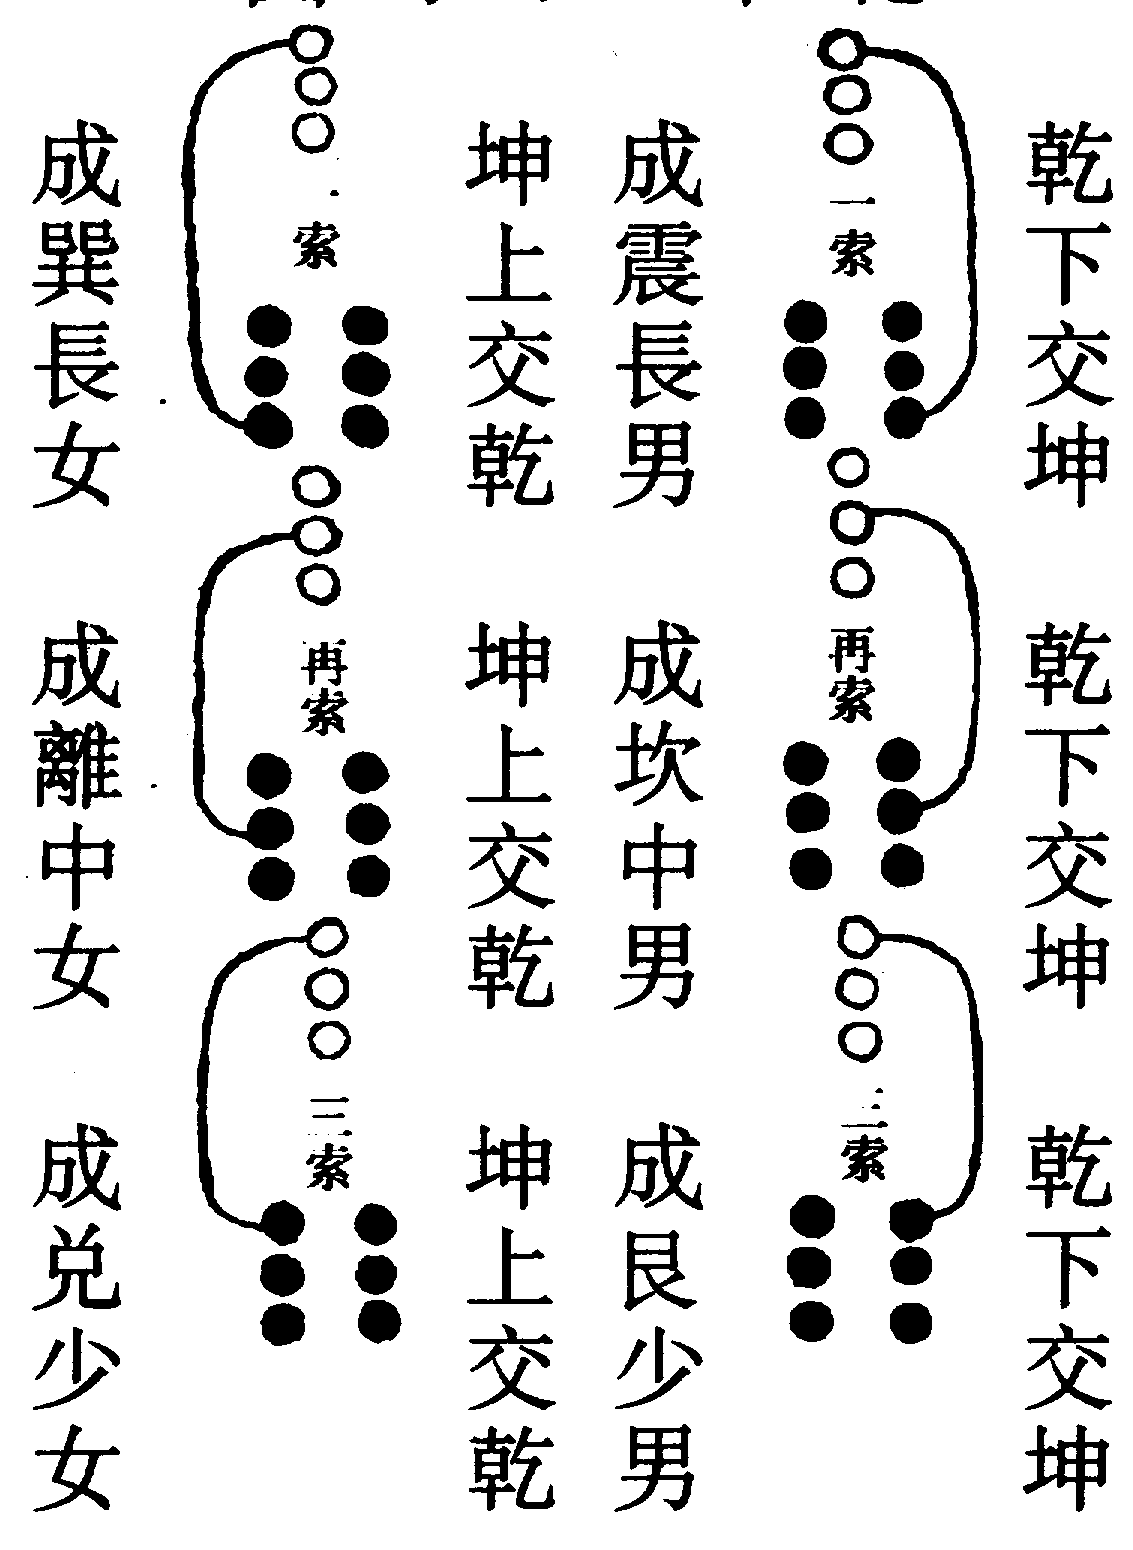 乾下交坤
一索
成震長男
乾下交坤
再索
成坎中男
乾下交坤
三索
成艮少男
坤上交乾
索
成巽長女
坤上交乾
再索
成離中女
坤上交乾
三索
成兑少女